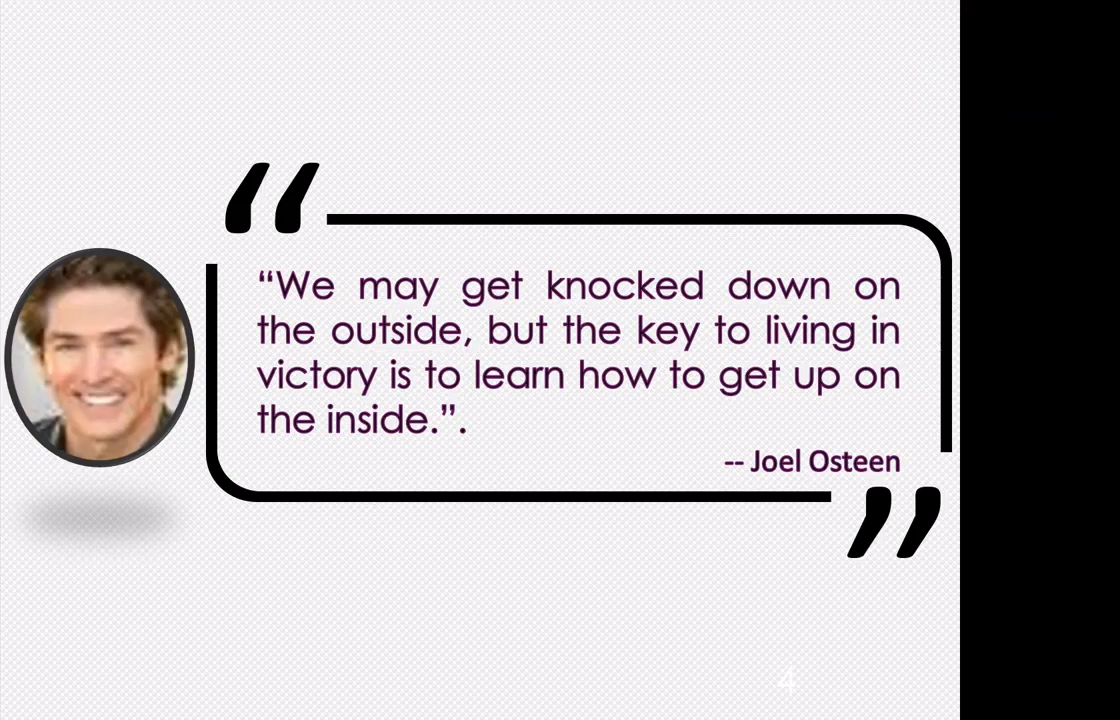 “We may get knocked down on
the outside, but the key to living in
victory is to learn how to get up on
the inside.”.
-- Joel Osteen
4